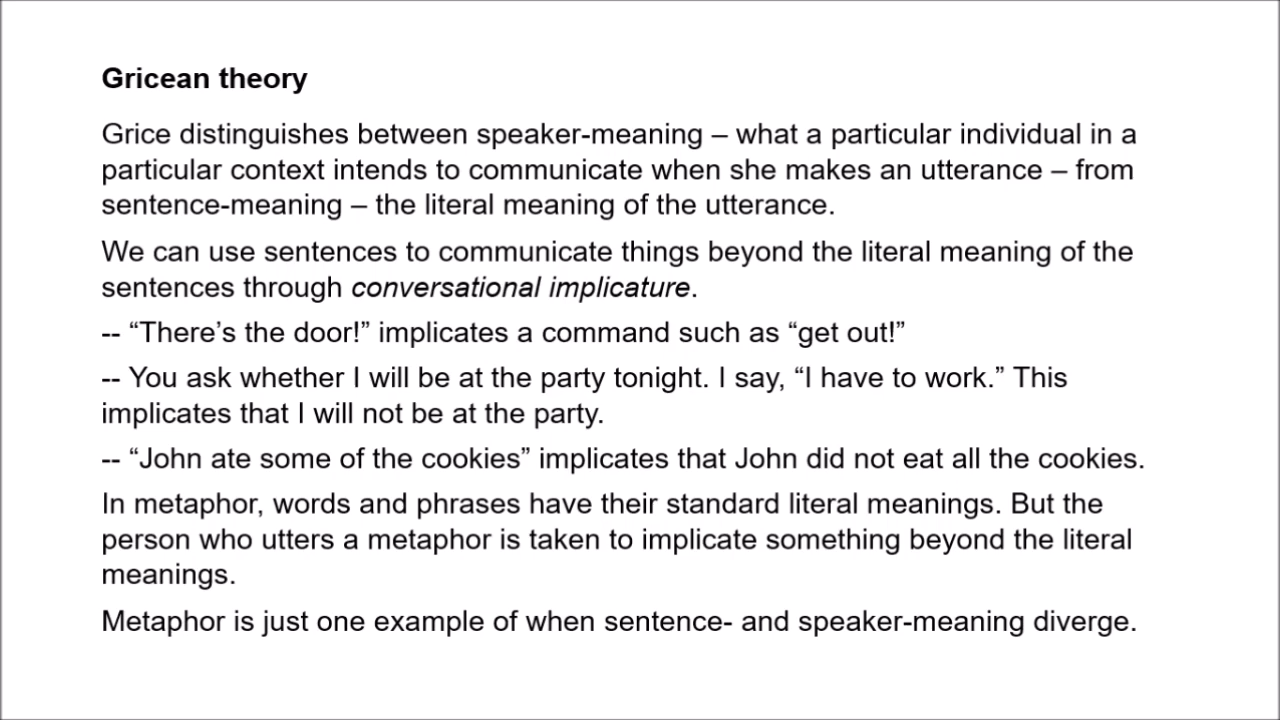 Gricean theory
Grice distinguishes between speaker-meaning – what a particular individual in a
particular context intends to communicate when she makes an utterance – from
sentence-meaning – the literal meaning of the utterance.
We can use sentences to communicate things beyond the literal meaning of the
sentences through conversational implicature.
-- “There’s the door!” implicates a command such as “get out!”
-- You ask whether I will be at the party tonight. I say, “I have to work.” This
implicates that I will not be at the party.
-- “John ate some of the cookies” implicates that John did not eat all the cookies.
In metaphor, words and phrases have their standard literal meanings. But the
person who utters a metaphor is taken to implicate something beyond the literal
meanings.
Metaphor is just one example of when sentence- and speaker-meaning diverge.